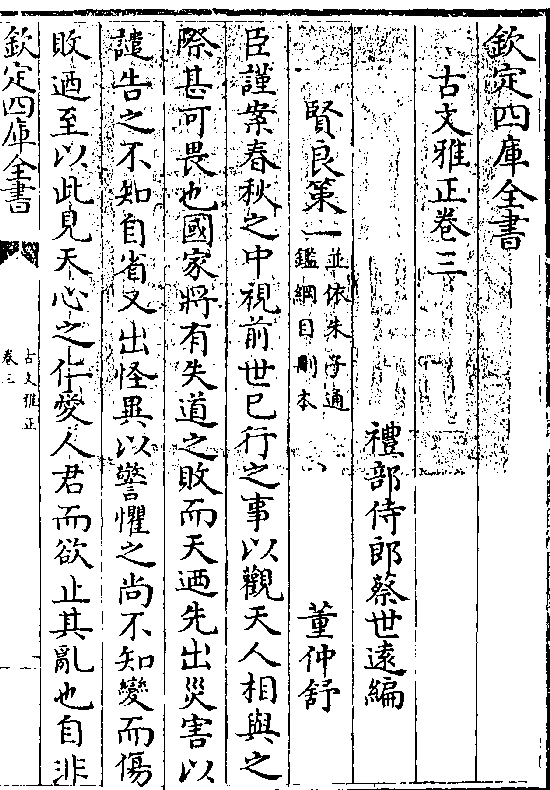 欽定四庫全書
古文雅正卷三
禮部侍郎蔡世遠編
賢良策一
並依朱子通
鑑綱目刪本
董仲舒
臣謹案春秋之中視前世已行之事以觀天人相與之
際甚可畏也國家將有失道之敗而天迺先出災害以
譴告之不知自省又出怪異以警懼之尚不知變而傷
敗迺至以此見天心之仁愛人君而欲止其亂也自非
欽定四庫全書
古文雅正
卷三